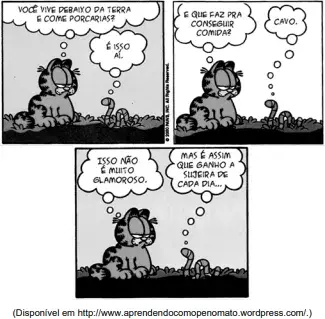 VOCÊ VIVE DEBAIXO DA TERRA
E COME PORCARIAS?
É ISSO
AÍ.
E QUE FAZ PRA
CONSEGUIR
COMIDA?
CAVO.
ISSO NÃO
É MUITO
GLAMOROSO.
MAS É ASSIM
QUE GANHO A
SUJEIRA DE
CADA DIA...
(Disponível em http://www.aprendendocomopenomato.wordpress.com/.)